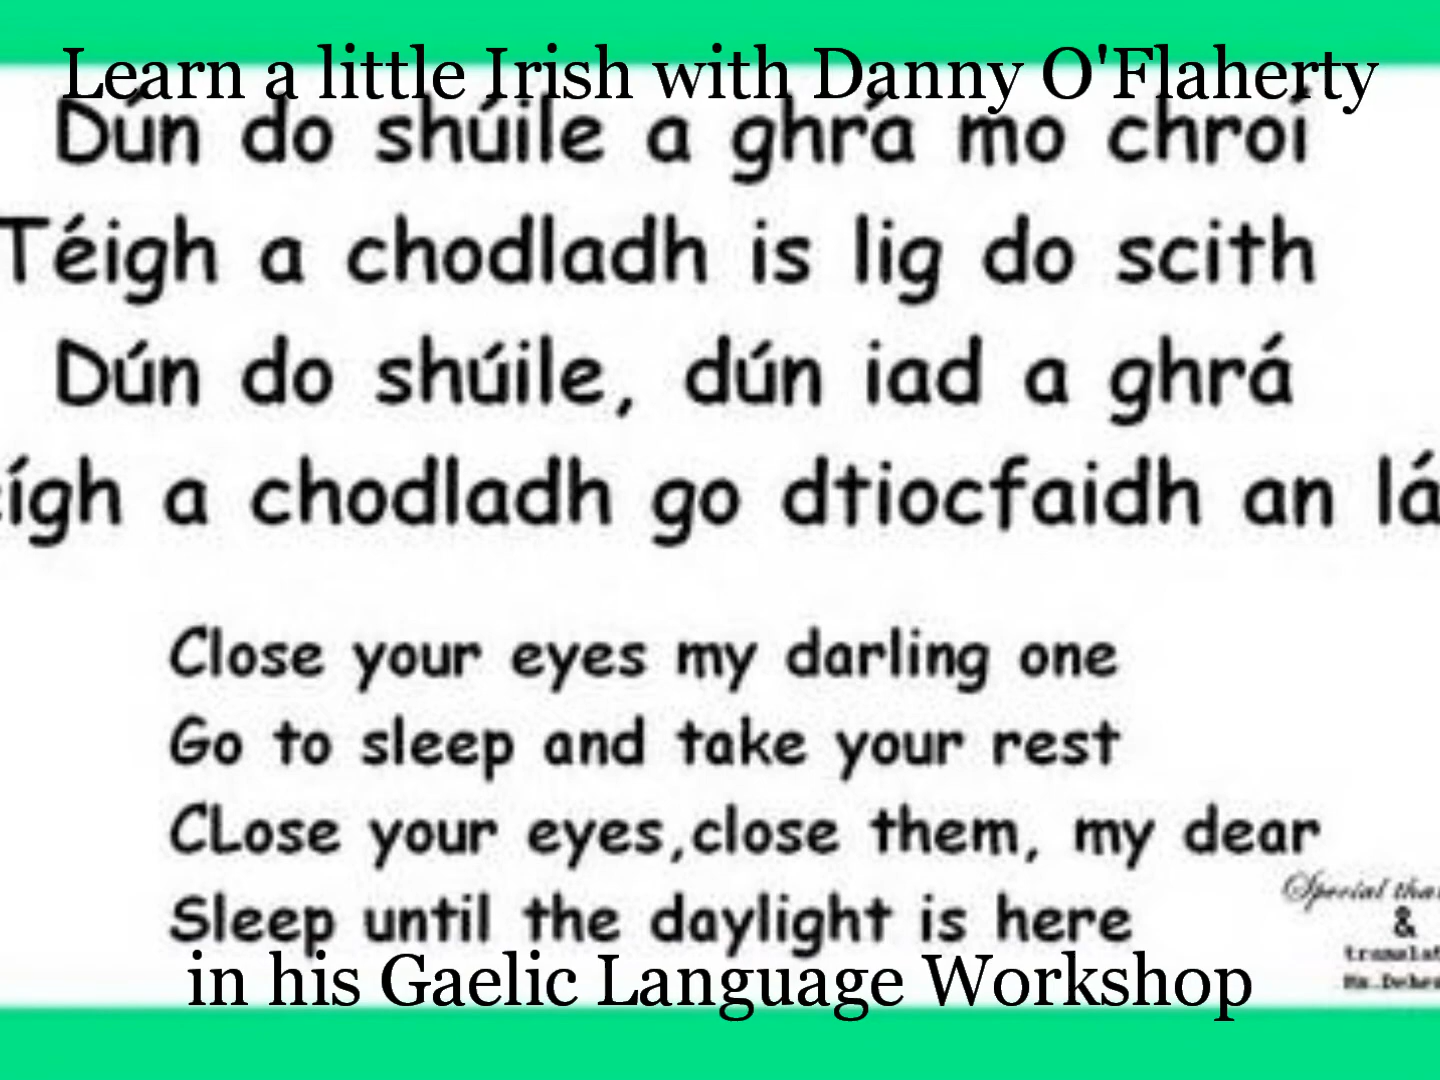 Learn a little Irish with Danny O'Flaherty
Dún do shúile a ghrá mo chroí
Téigh a chodladh is lig do scith
Dún do shúile, dún iad a ghrá
a chodladh go dtiocfaidh an lá
Close your eyes my darling one
Go to sleep and take your rest
CLose your eyes,close them, my dear
Sleep until the daylight is here
in his Gaelic Language Workshop
Special
&